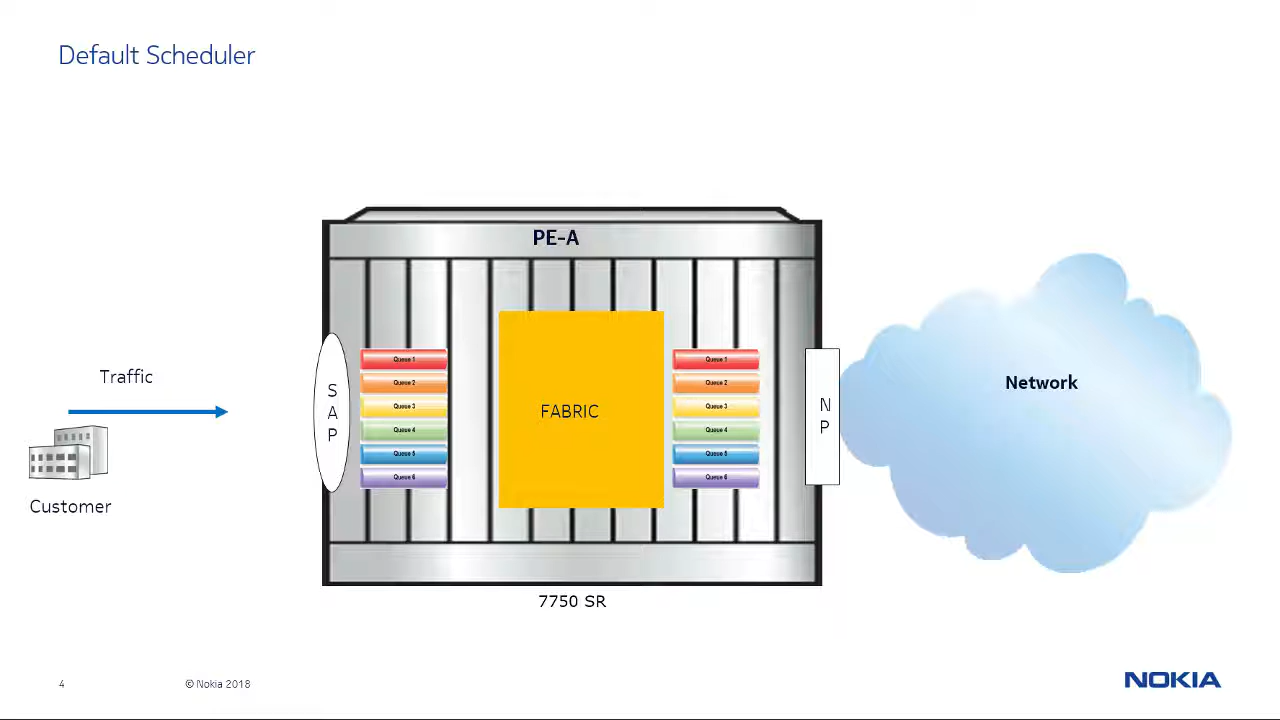 Default Scheduler
PE-A
Traffic
Customer
S
A
P
Queue 1
Queue 2
Queue 3
Queue 4
Queue 5
Queue 6
FABRIC
Queue 1
Queue 2
Queue 3
Queue 4
Queue 5
Queue 6
N
P
Network
7750 SR
4
© Nokia 2018
NOKIA